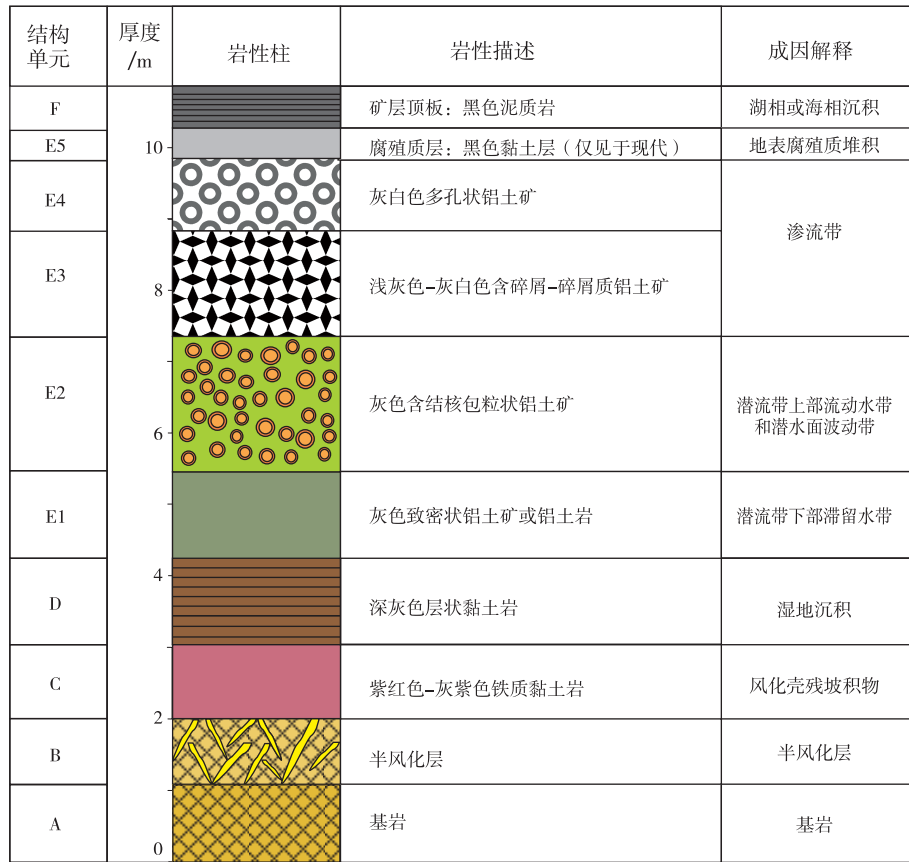 结构
单元
厚度
/m
岩性柱
岩性描述
成因解释
F
矿层顶板：黑色泥质岩
湖相或海相沉积
E5
10
腐殖质层：黑色黏土层（仅见于现代）
地表腐殖质堆积
E4
灰白色多孔状铝土矿
渗流带
E3
8
浅灰色-灰白色含碎屑-碎屑质铝土矿
E2
6
灰色含结核包粒状铝土矿
潜流带上部流动水带
和潜水面波动带
E1
灰色致密状铝土矿或铝土岩
潜流带下部滞留水带
4
D
深灰色层状黏土岩
湿地沉积
C
紫红色-灰紫色铁质黏土岩
风化壳残坡积物
2
B
半风化层
半风化层
A
基岩
基岩
0